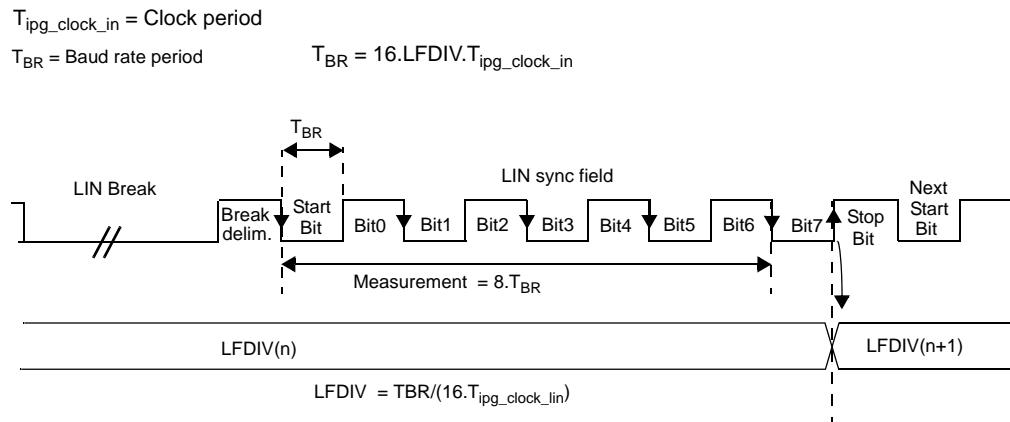 T_ipg_clock_in = Clock period
T_BR = Baud rate period T_BR = 16.LFDIV.T_ipg_clock_in
T_BR
LIN Break
LIN sync field
Next
Start
Bit
Break
delim.
Start
Bit
Bit0
Bit1
Bit2
Bit3
Bit4
Bit5
Bit6
Bit7
Stop
Bit
Measurement = 8.T_BR
LFDIV(n)
LFDIV(n+1)
LFDIV = TBR/(16.T_ipg_clock_lin)